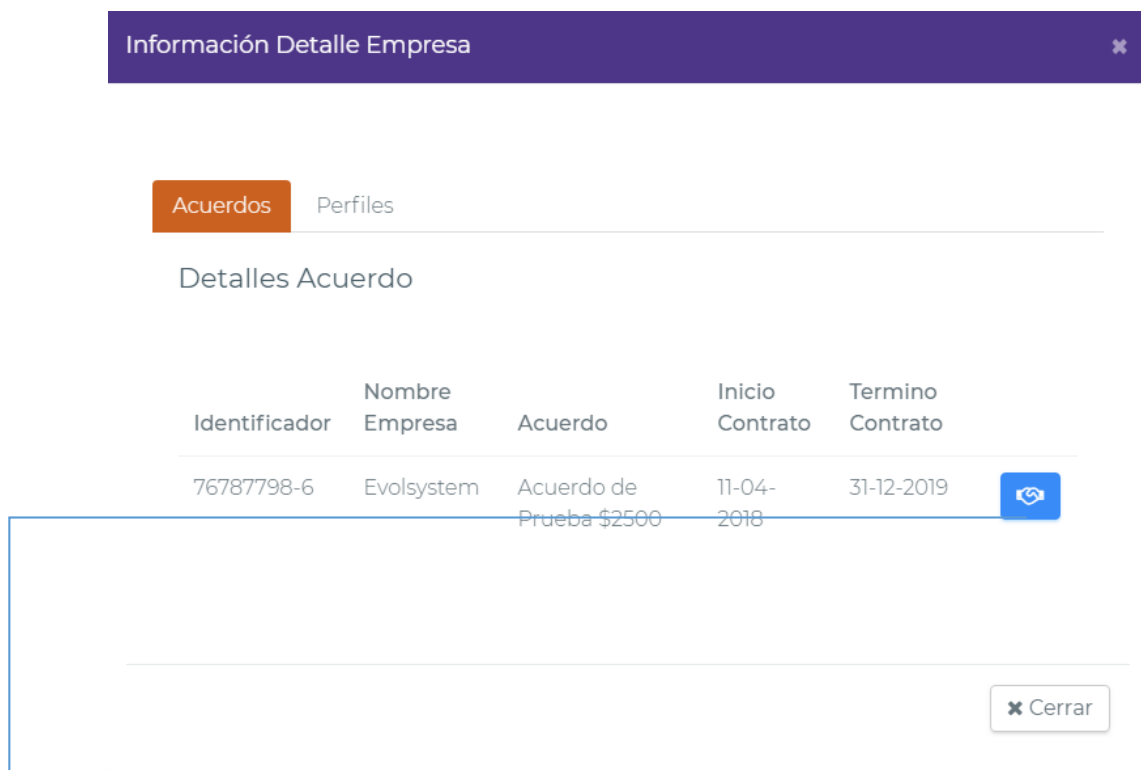 Información Detalle Empresa
Acuerdos Perfiles
Detalles Acuerdo
Identificador Nombre Empresa Acuerdo Inicio Contrato Termino Contrato
76787798-6 Evolsystem Acuerdo de Prueba $2500 11-04-2018 31-12-2019
Cerrar